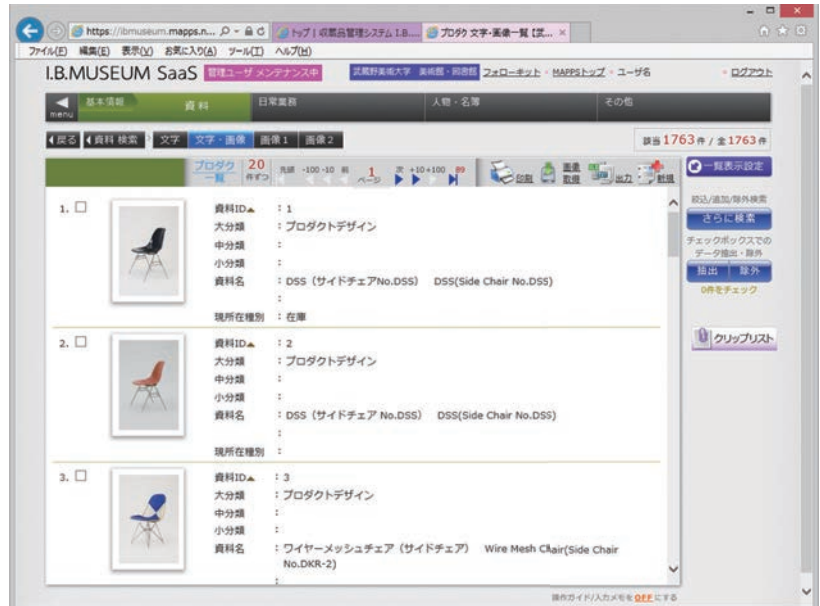 https://ibmuseum.mapps.n...
トップ | 収蔵品管理システム I.B....
プロダク 文字・画像一覧 【武...
ファイル(F) 編集(E) 表示(V) お気に入り(A) ツール(T) ヘルプ(H)
I.B.MUSEUM SaaS 管理ユーザ メンテナンス中 武蔵野美術大学 美術館・図書館 フォローキット MAPPSトップ ユーザ名 ログアウト
menu 基本情報 資料 日常業務 人物・名簿 その他
戻る 資料 検索 文字 文字・画像 画像1 画像2 該当1763件 / 全1763件
プロダク一覧 20件ずつ 先頭 -100 -10 前 1ページ 次 +10 +100 89 印刷 画像取得 出力 新規
一覧表示設定
1. 資料ID : 1
大分類 : プロダクトデザイン
中分類 :
小分類 :
資料名 : DSS（サイドチェアNo.DSS） DSS(Side Chair No.DSS)
:
現所在種別 : 在庫
2. 資料ID : 2
大分類 : プロダクトデザイン
中分類 :
小分類 :
資料名 : DSS（サイドチェア No.DSS） DSS(Side Chair No.DSS)
:
現所在種別 :
3. 資料ID : 3
大分類 : プロダクトデザイン
中分類 :
小分類 :
資料名 : ワイヤーメッシュチェア（サイドチェア） Wire Mesh Chair(Side Chair
No.DKR-2)
:
絞込/追加/除外検索
さらに検索
チェックボックスでの
データ抽出・除外
抽出 除外
0件をチェック
クリップリスト
操作ガイド/入力メモを OFF にする